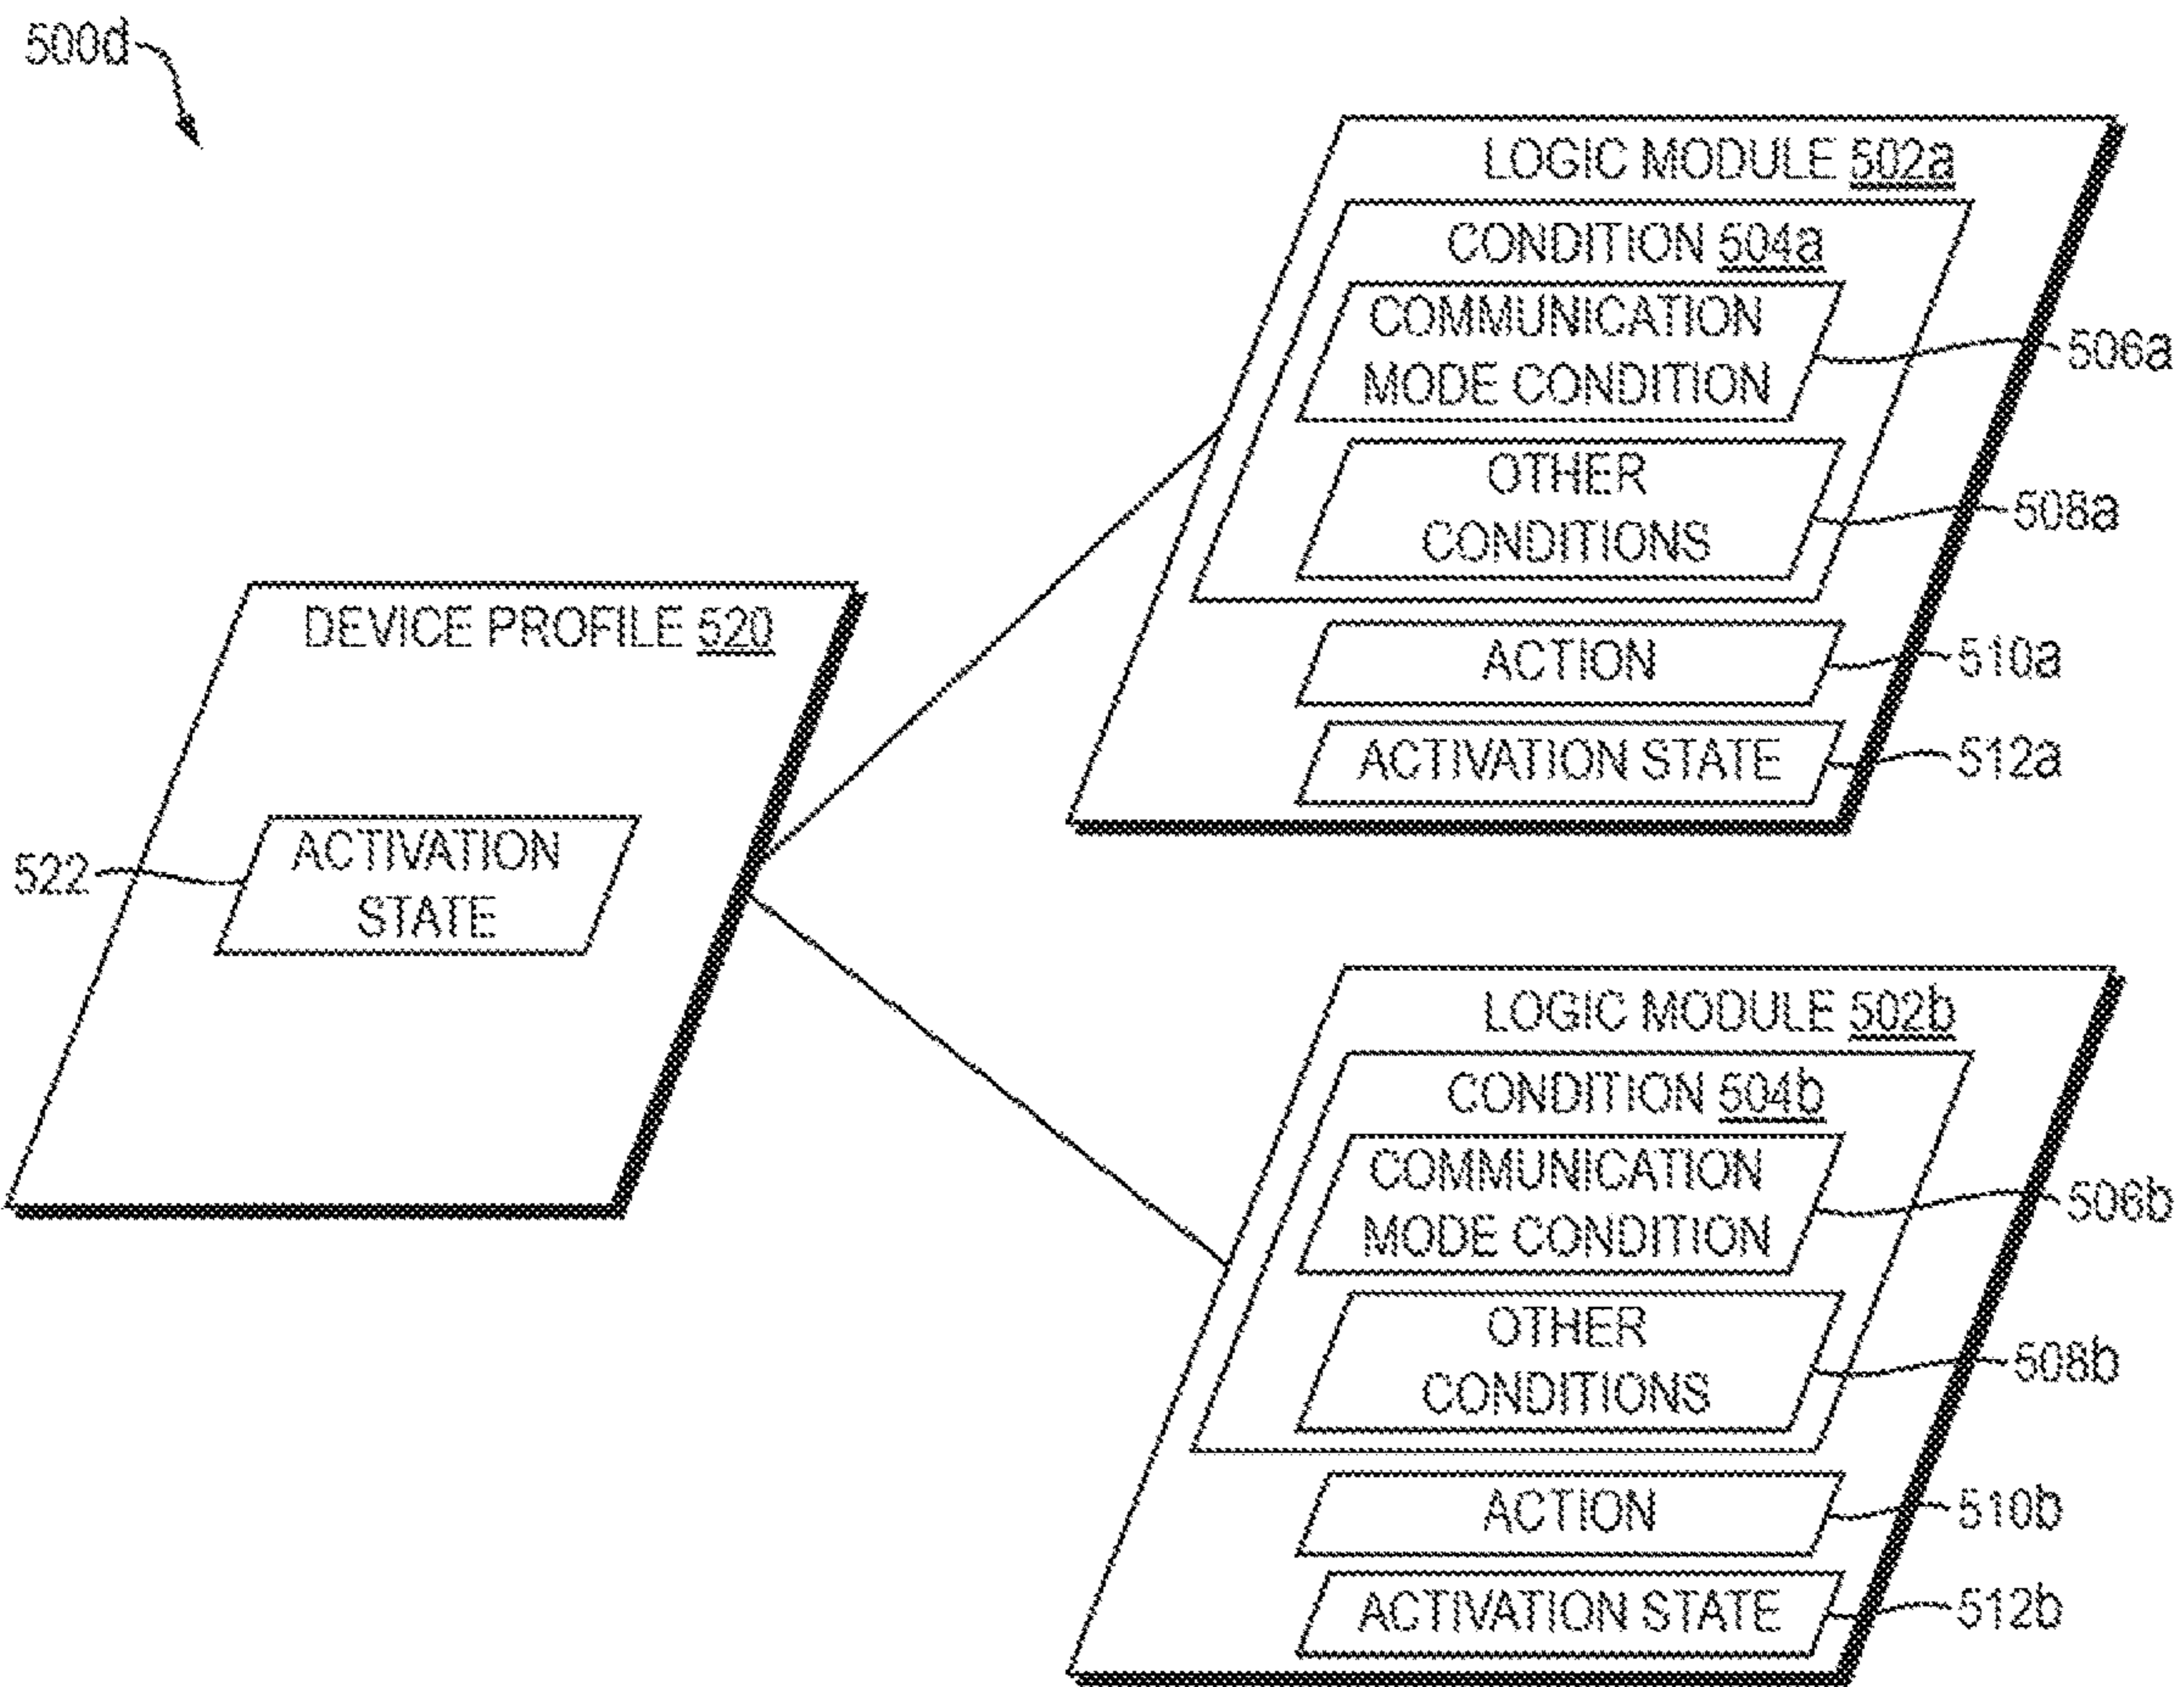 500d
LOGIC MODULE 502a
CONDITION 504a
COMMUNICATION
MODE CONDITION
506a
OTHER
CONDITIONS
508a
ACTION
510a
ACTIVATION STATE
512a
DEVICE PROFILE 520
ACTIVATION
STATE
522
LOGIC MODULE 502b
CONDITION 504b
COMMUNICATION
MODE CONDITION
506b
OTHER
CONDITIONS
508b
ACTION
510b
ACTIVATION STATE
512b